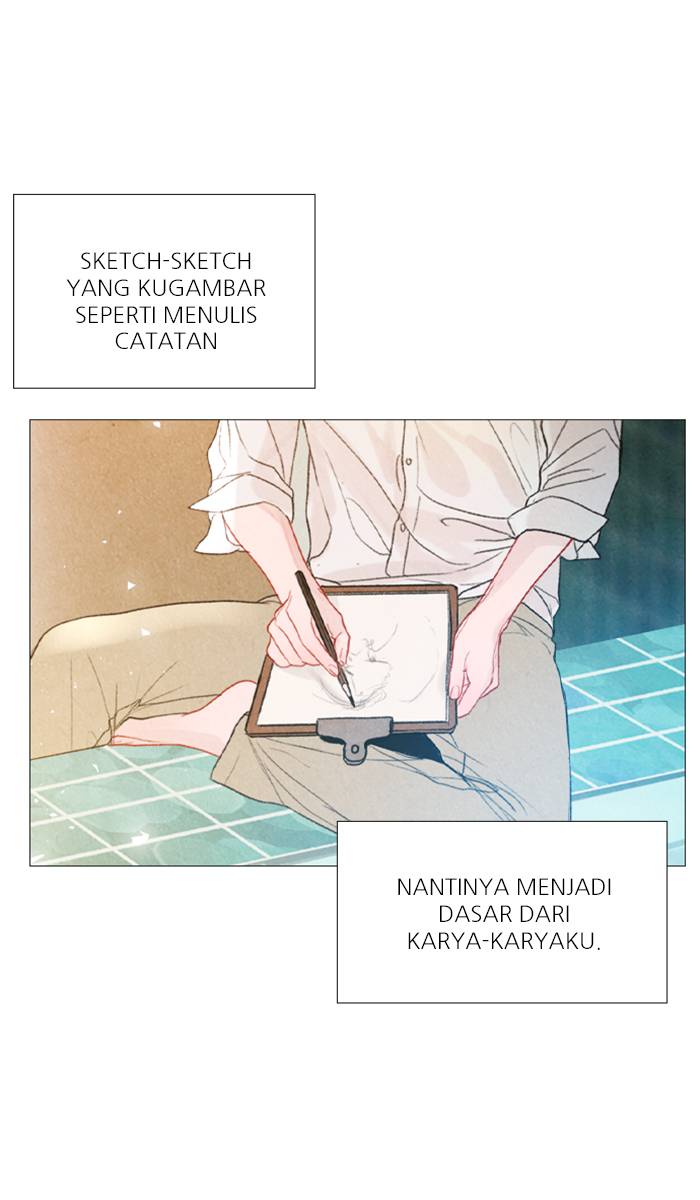 SKETCH-SKETCH
YANG KUGAMBAR
SEPERTI MENULIS
CATATAN
NANTINYA MENJADI
DASAR DARI
KARYA-KARYAKU.